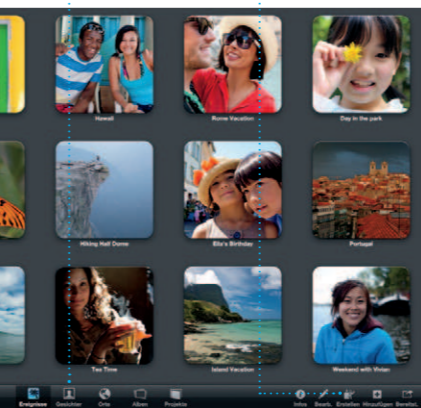 Hawaii
Rome Vacation
Day in the park
Hiking Half Dome
Ella's Birthday
Portugal
Tea Time
Island Vacation
Weekend with Vivian
Ereignisse Gesichter Orte Alben Projekte Infos Bearb. Erstellen Hinzufügen Bereitst.